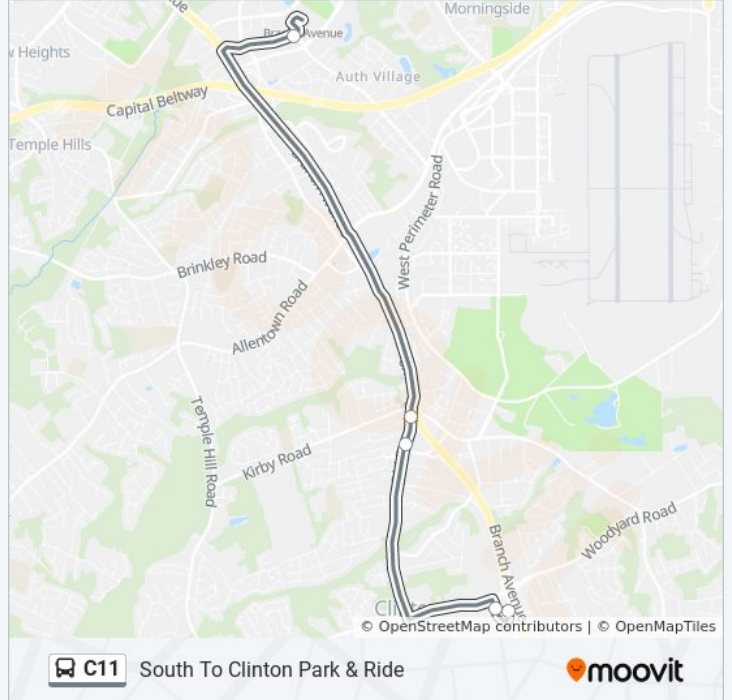 Morningside
Avenue
Heights
Auth Village
Capital Beltway
Temple Hills
West Perimeter Road
Brinkley Road
Allentown Road
Temple Hill Road
Kirby Road
Woodyard Road
Branch Avenue
© OpenStreetMap contributors | © OpenMapTiles
C11 South To Clinton Park & Ride
moovit